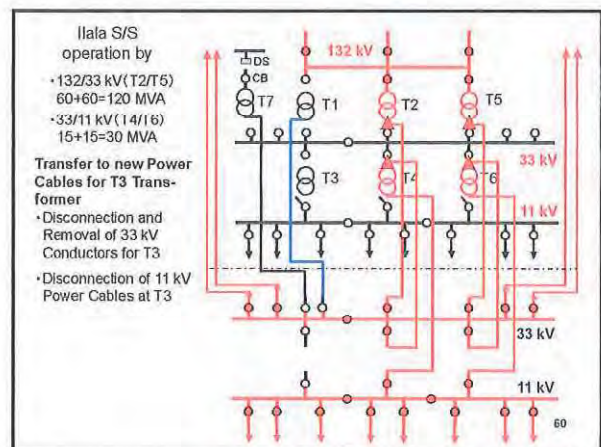 Ilala S/S
operation by
・132/33 kV(T2/T5)
60+60=120 MVA
・33/11 kV(T4/T6)
15+15=30 MVA
Transfer to new Power
Cables for T3 Trans-
former
・Disconnection and
Removal of 33 kV
Conductors for T3
・Disconnection of 11 kV
Power Cables at T3
132 kV
DS
CB
T7
T1
T2
T5
33 kV
T3
T4
T6
11 kV
33 kV
11 kV
60